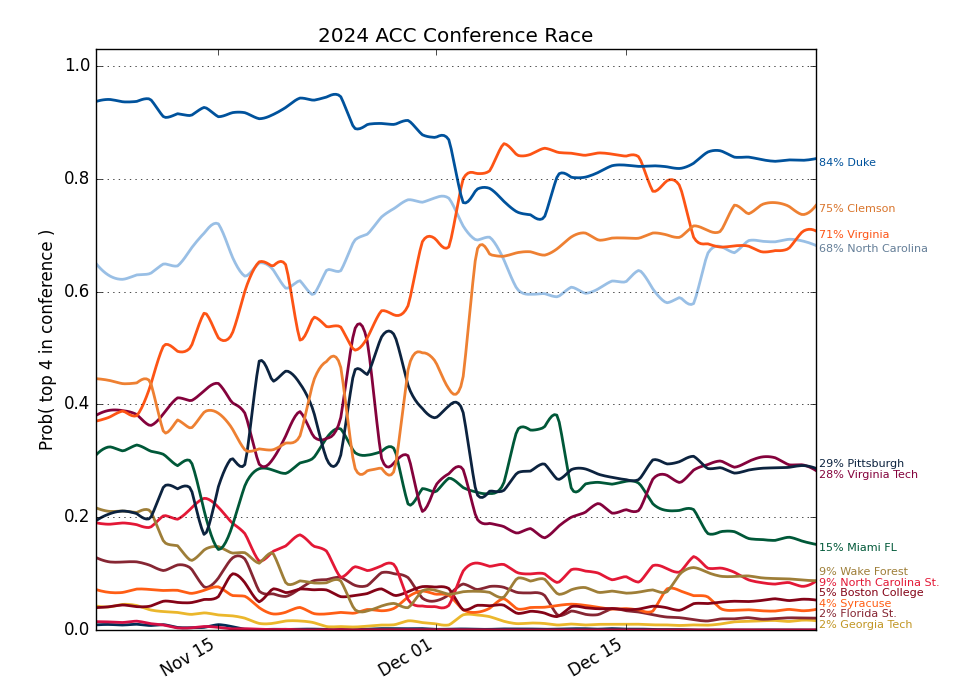 2024 ACC Conference Race
Prob( top 4 in conference )
1.0
0.8
0.6
0.4
0.2
0.0
Nov 15
Dec 01
Dec 15
84% Duke
75% Clemson
71% Virginia
68% North Carolina
29% Pittsburgh
28% Virginia Tech
15% Miami FL
9% Wake Forest
9% North Carolina St.
5% Boston College
4% Syracuse
2% Florida St.
2% Georgia Tech